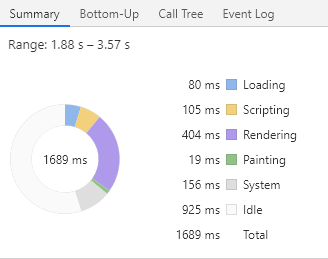 Summary Bottom-Up Call Tree Event Log
Range: 1.88 s – 3.57 s
80 ms Loading
105 ms Scripting
404 ms Rendering
1689 ms
19 ms Painting
156 ms System
925 ms Idle
1689 ms Total